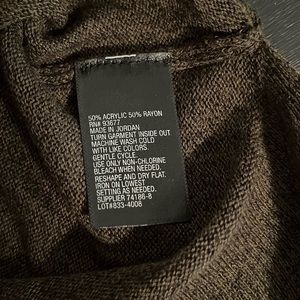 50% ACRYLIC 50% RAYON
RN# 93677
MADE IN JORDAN
TURN GARMENT INSIDE OUT.
MACHINE WASH COLD
WITH LIKE COLORS.
GENTLE CYCLE.
USE ONLY NON-CHLORINE
BLEACH WHEN NEEDED.
RESHAPE AND DRY FLAT.
IRON ON LOWEST
SETTING AS NEEDED.
SUPPLIER 74186-8
LOT#833-4008